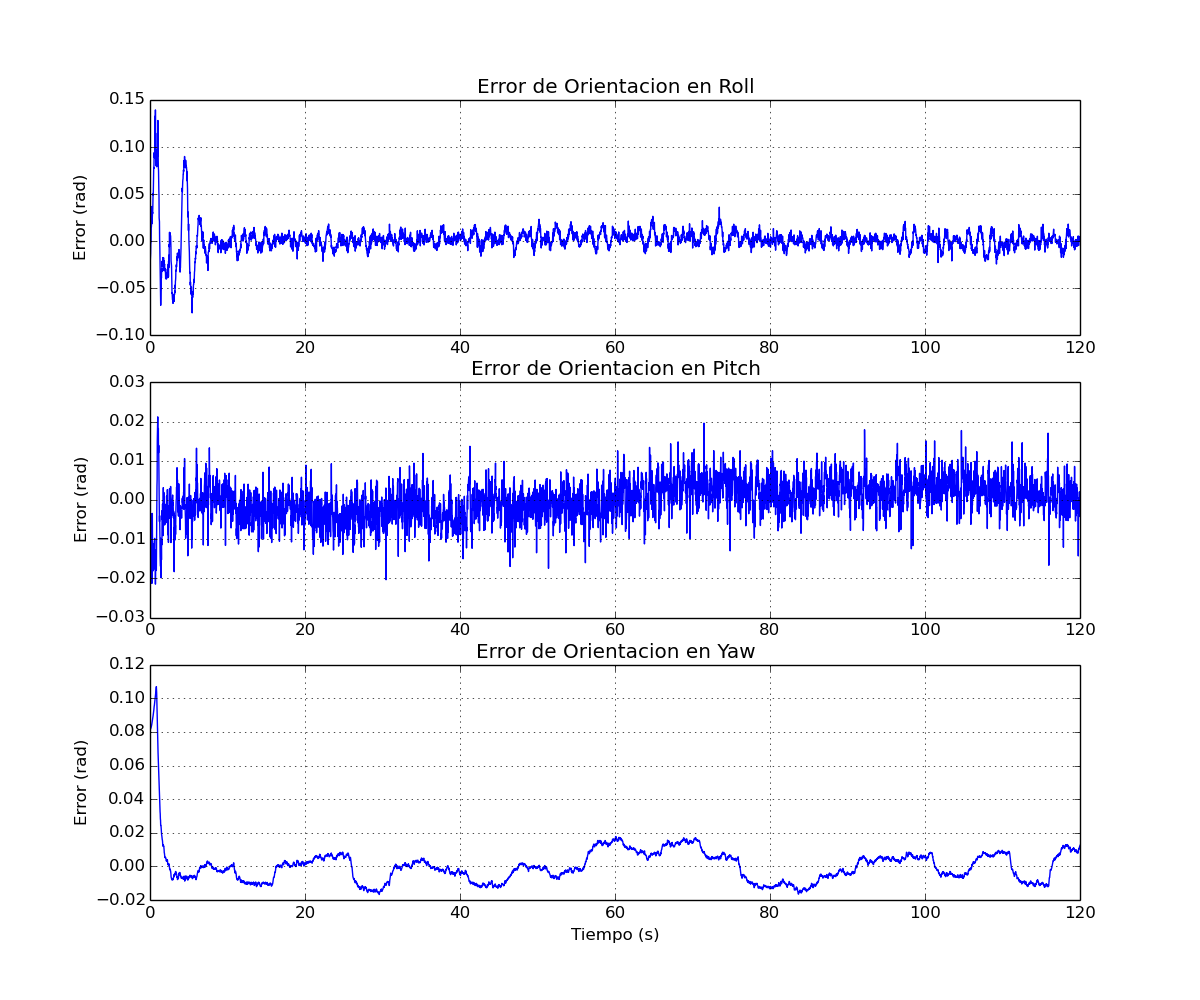 Error de Orientacion en Roll
0.15
0.10
0.05
0.00
−0.05
−0.10
Error (rad)
0 20 40 60 80 100 120
Error de Orientacion en Pitch
0.03
0.02
0.01
0.00
−0.01
−0.02
−0.03
Error (rad)
0 20 40 60 80 100 120
Error de Orientacion en Yaw
0.12
0.10
0.08
0.06
0.04
0.02
0.00
−0.02
Error (rad)
0 20 40 60 80 100 120
Tiempo (s)